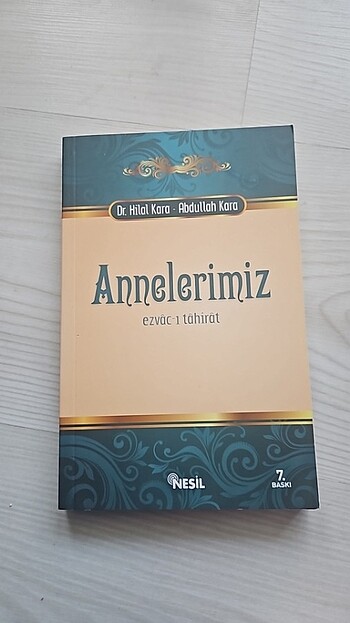 Dr. Hilal Kara - Abdullah Kara
Annelerimiz
ezvâc-ı tâhirât
NESİL
7.
BASKI